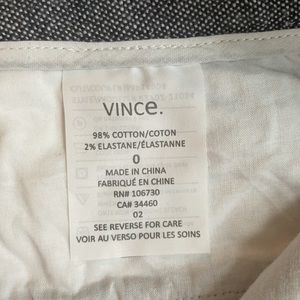 VINCE.
98% COTTON/COTON
2% ELASTANE/ÉLASTANNE
0
MADE IN CHINA
FABRIQUÉ EN CHINE
RN# 106730
CA# 34460
02
SEE REVERSE FOR CARE
VOIR AU VERSO POUR LES SOINS